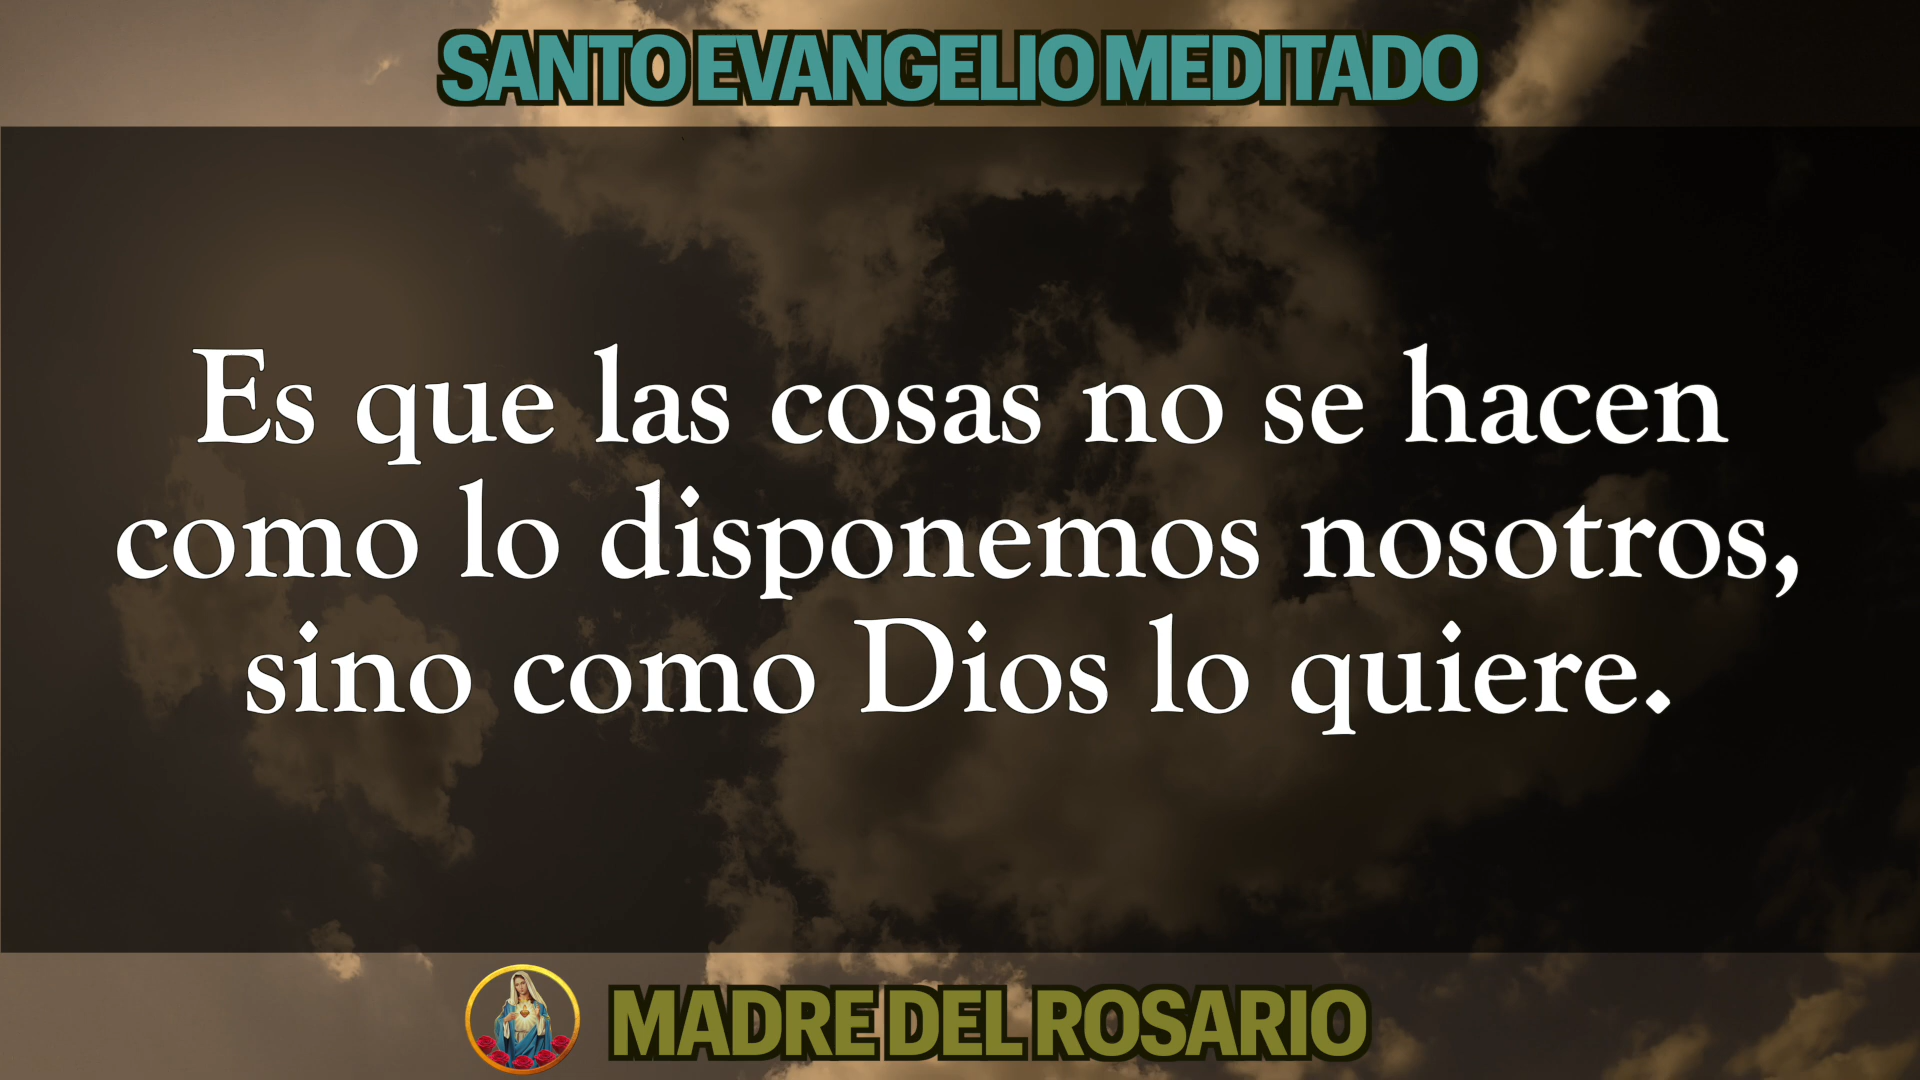 SANTO EVANGELIO MEDITADO
Es que las cosas no se hacen
como lo disponemos nosotros,
sino como Dios lo quiere.
MADRE DEL ROSARIO